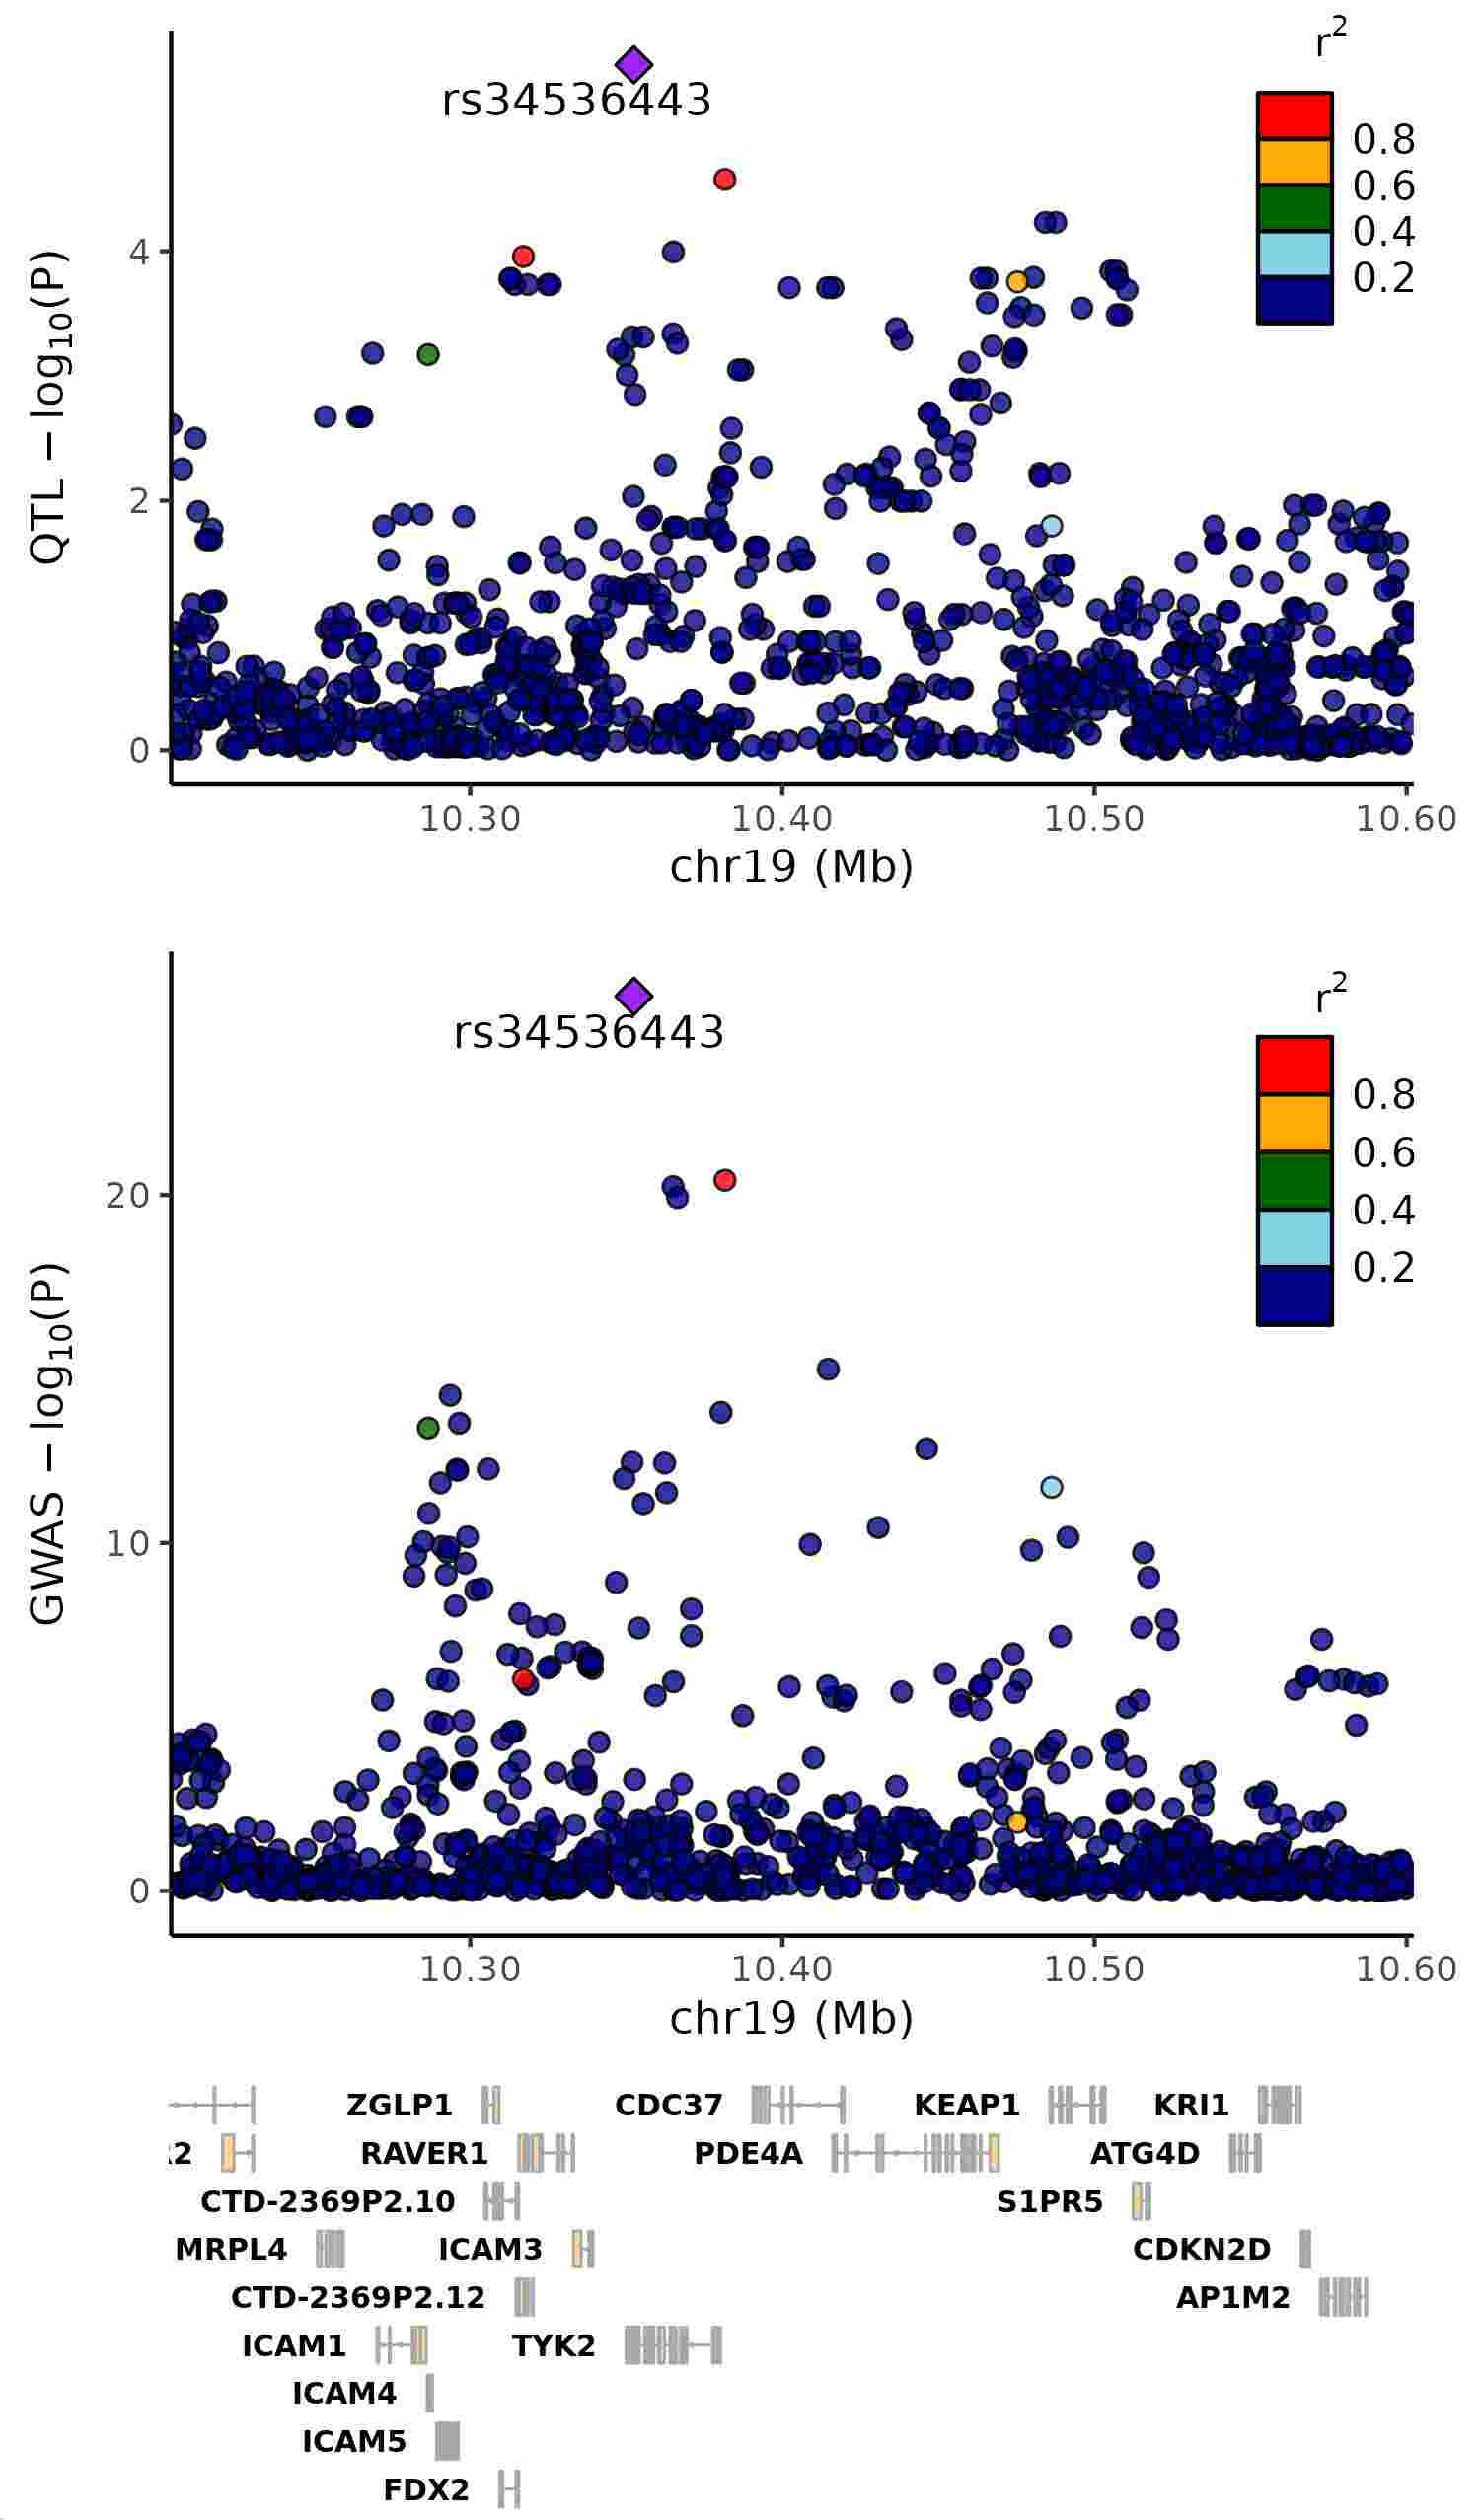 r²
rs34536443
0.8
0.6
0.4
0.2
4
2
0
QTL − log₁₀(P)
10.30 10.40 10.50 10.60
chr19 (Mb)
r²
rs34536443
0.8
0.6
0.4
0.2
20
10
0
GWAS − log₁₀(P)
10.30 10.40 10.50 10.60
chr19 (Mb)
ZGLP1 CDC37 KEAP1 KRI1
RAVER1 PDE4A ATG4D
CTD-2369P2.10 S1PR5
MRPL4 ICAM3 CDKN2D
CTD-2369P2.12 AP1M2
ICAM1 TYK2
ICAM4
ICAM5
FDX2